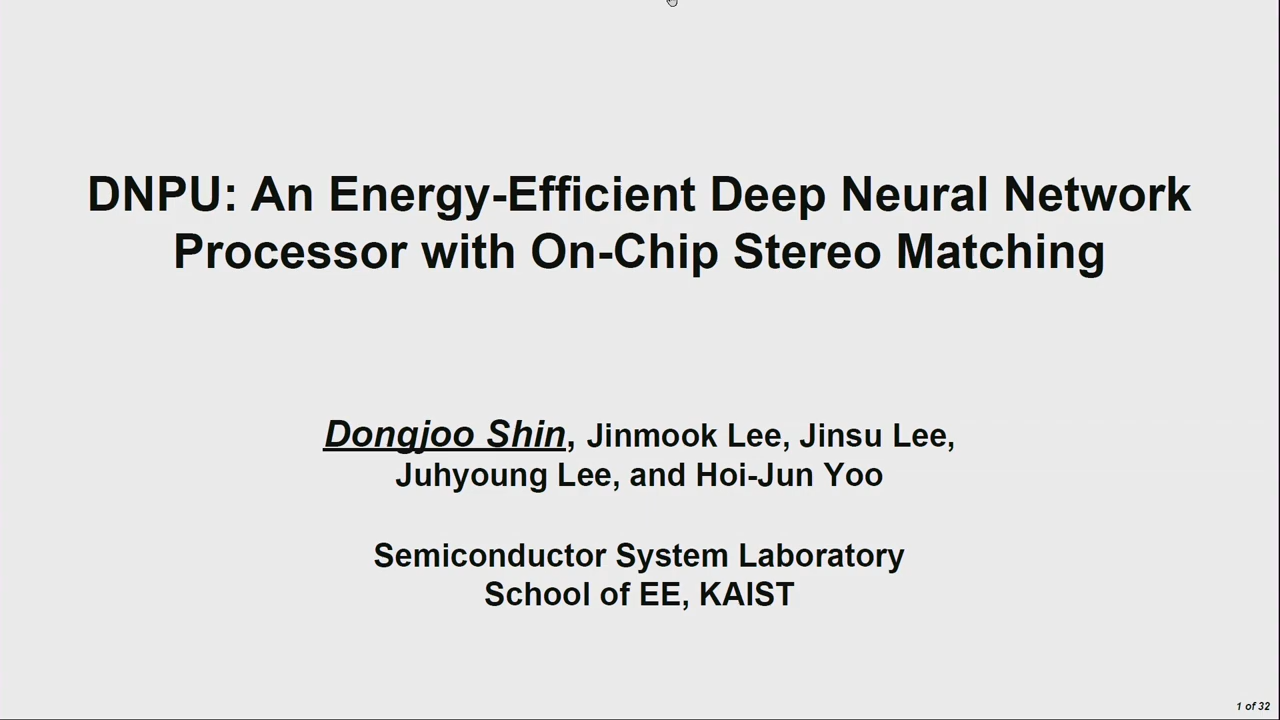 DNPU: An Energy-Efficient Deep Neural Network
Processor with On-Chip Stereo Matching
Dongjoo Shin, Jinmook Lee, Jinsu Lee,
Juhyoung Lee, and Hoi-Jun Yoo
Semiconductor System Laboratory
School of EE, KAIST
1 of 32